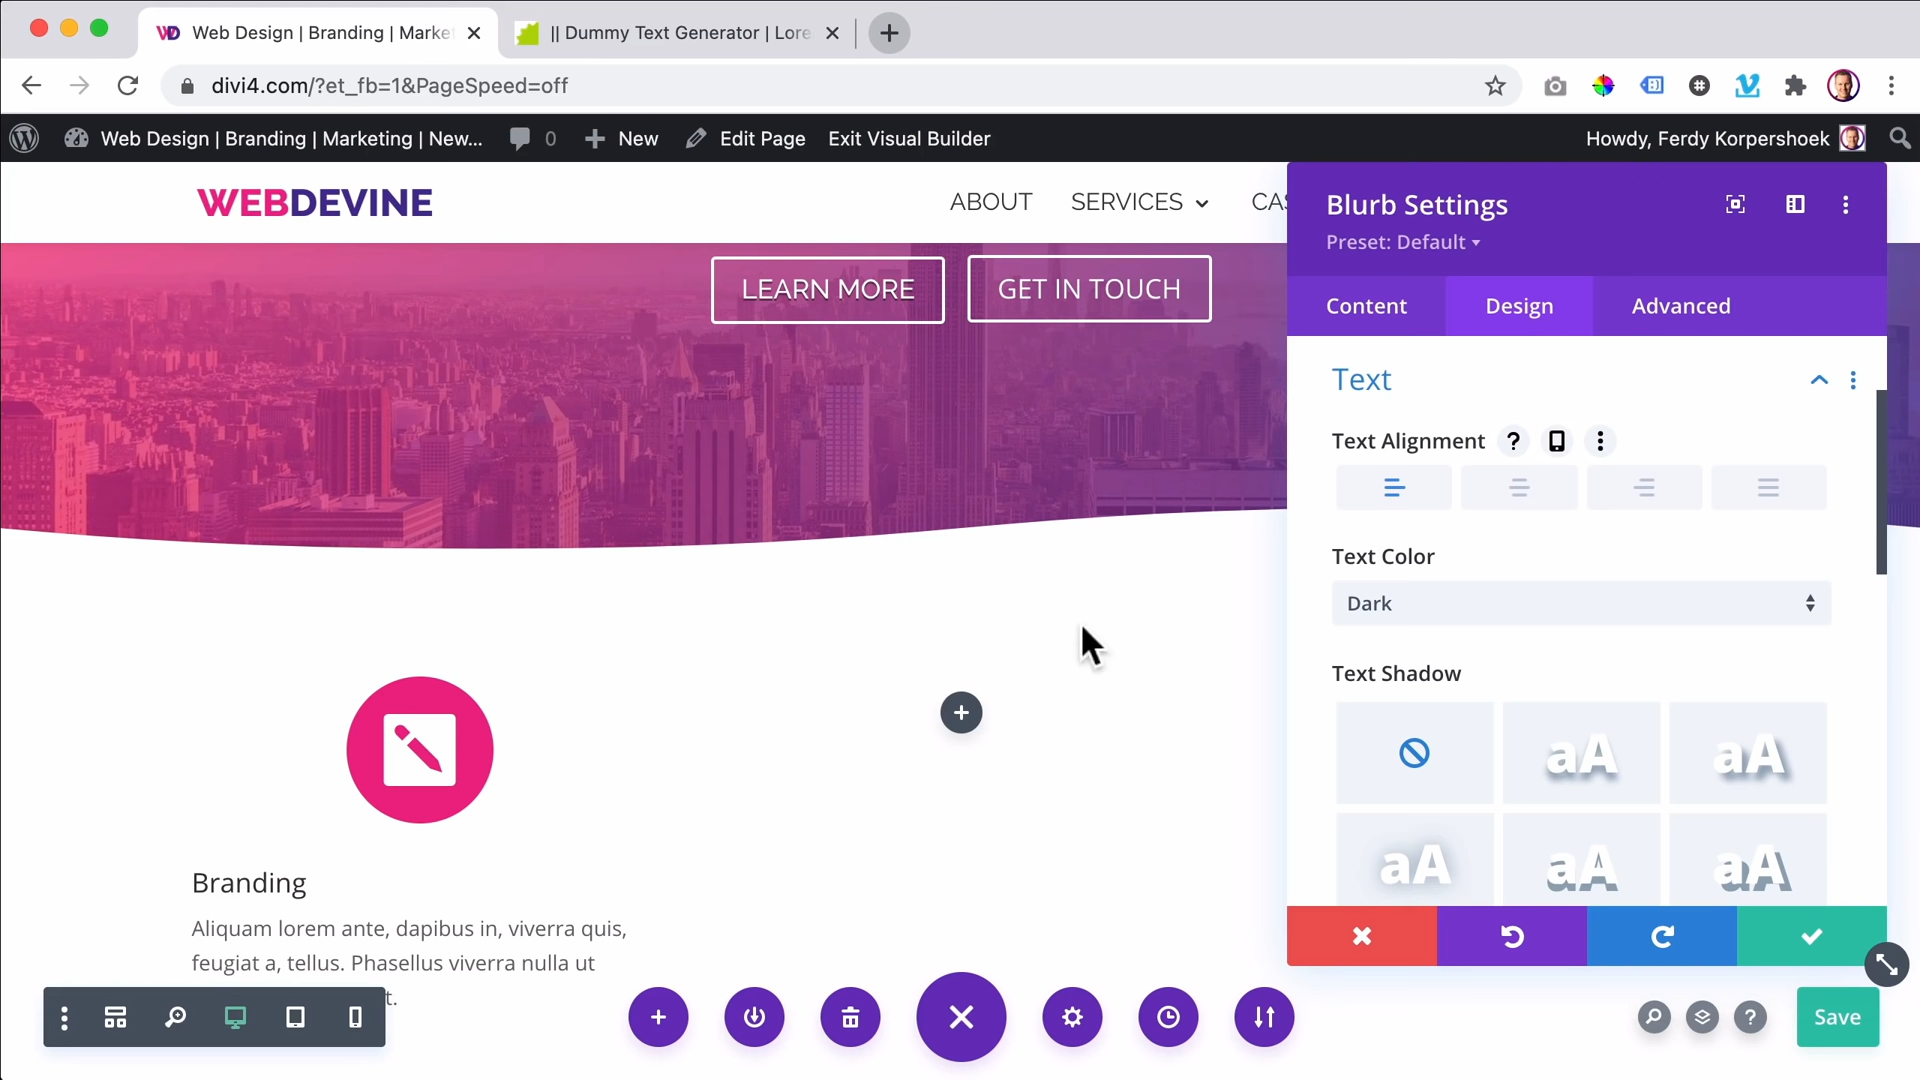 Web Design | Branding | Marke
|| Dummy Text Generator | Lore
divi4.com/?et_fb=1&PageSpeed=off
Web Design | Branding | Marketing | New...
0
New
Edit Page
Exit Visual Builder
Howdy, Ferdy Korpershoek
WEBDEVINE
ABOUT
SERVICES
CAS
LEARN MORE
GET IN TOUCH
Blurb Settings
Preset: Default
Content
Design
Advanced
Text
Text Alignment
?
Text Color
Dark
Text Shadow
aA
aA
aA
aA
aA
Branding
Aliquam lorem ante, dapibus in, viverra quis,
feugiat a, tellus. Phasellus viverra nulla ut
t.
?
Save